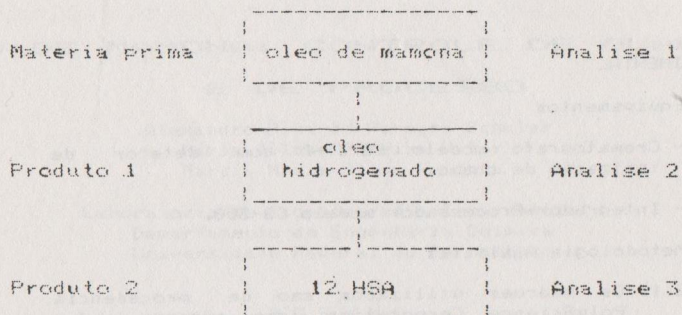 Materia prima oleo de mamona Analise 1
oleo
Produto 1 hidrogenado Analise 2
Produto 2 12 HSA Analise 3